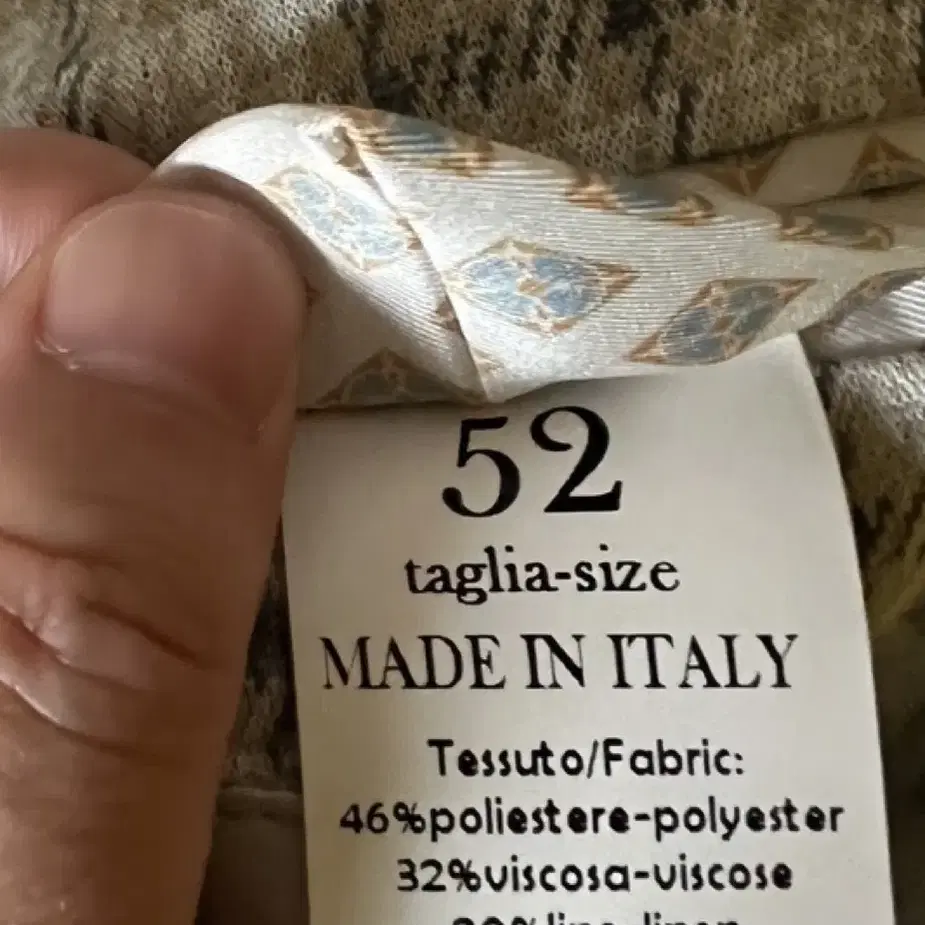 52
taglia-size
MADE IN ITALY
Tessuto/Fabric:
46%poliestere-polyester
32%viscosa-viscose